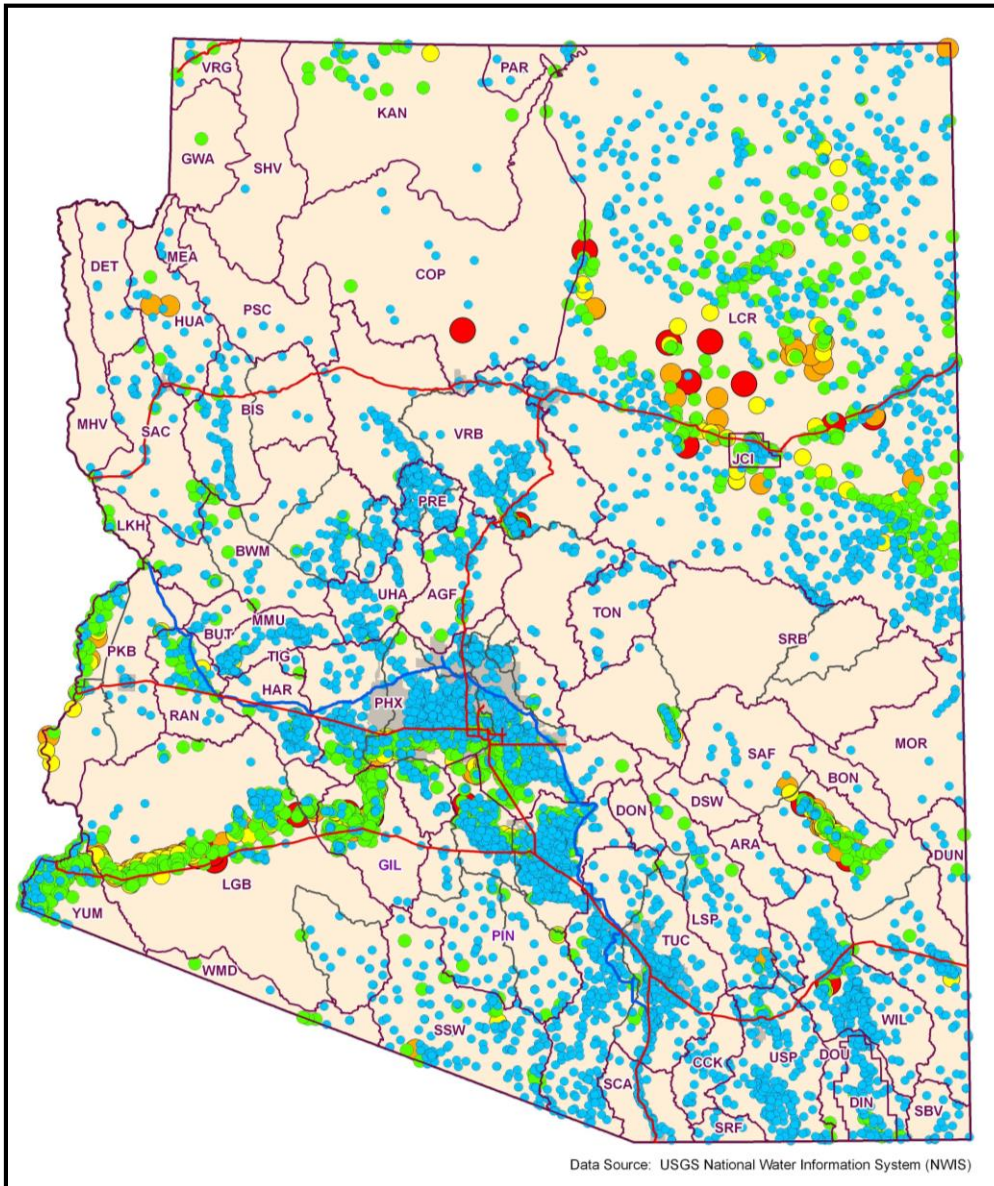 VRG
PAR
KAN
GWA
SHV
MEA
DET
COP
HUA
PSC
LCR
MHV
SAC
BIS
VRB
JCI
PRE
LKH
BWM
UHA
AGF
TON
MMU
BUT
SRB
PKB
TIG
HAR
PHX
RAN
MOR
SAF
BON
DON
DSW
ARA
DUN
GIL
LGB
YUM
LSP
PIN
TUC
WMD
SSW
WIL
CCK
USP
DOU
SCA
DIN
SBV
SRF
Data Source: USGS National Water Information System (NWIS)